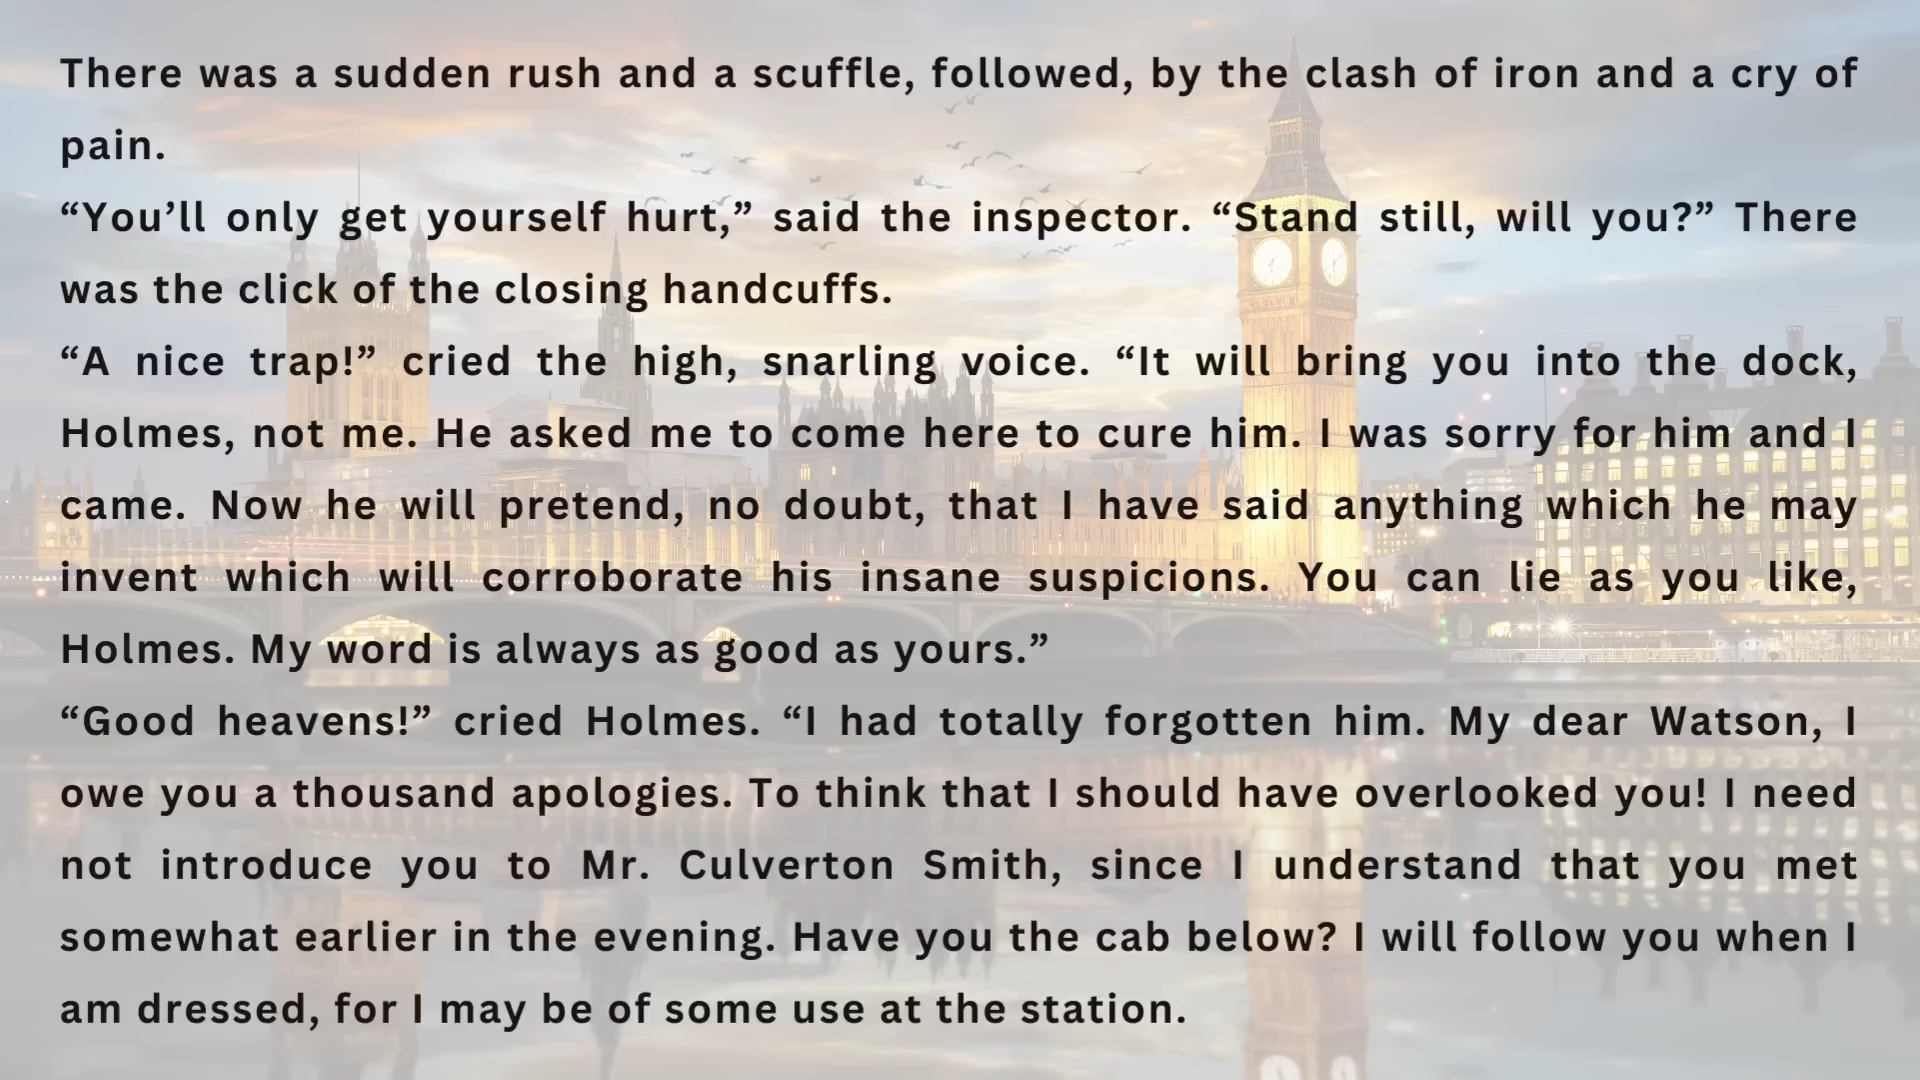 There was a sudden rush and a scuffle, followed, by the clash of iron and a cry of
pain.
“You’ll only get yourself hurt,” said the inspector. “Stand still, will you?” There
was the click of the closing handcuffs.
“A nice trap!” cried the high, snarling voice. “It will bring you into the dock,
Holmes, not me. He asked me to come here to cure him. I was sorry for him and I
came. Now he will pretend, no doubt, that I have said anything which he may
invent which will corroborate his insane suspicions. You can lie as you like,
Holmes. My word is always as good as yours.”
“Good heavens!” cried Holmes. “I had totally forgotten him. My dear Watson, I
owe you a thousand apologies. To think that I should have overlooked you! I need
not introduce you to Mr. Culverton Smith, since I understand that you met
somewhat earlier in the evening. Have you the cab below? I will follow you when I
am dressed, for I may be of some use at the station.